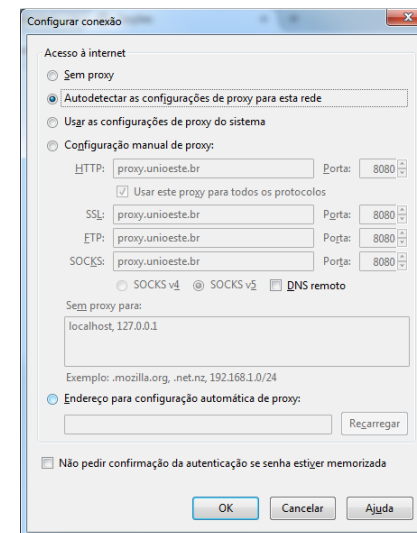 Configurar conexão
Acesso à internet
Sem proxy
Autodetectar as configurações de proxy para esta rede
Usar as configurações de proxy do sistema
Configuração manual de proxy:
HTTP: proxy.unioeste.br Porta: 8080
Usar este proxy para todos os protocolos
SSL: proxy.unioeste.br Porta: 8080
FTP: proxy.unioeste.br Porta: 8080
SOCKS: proxy.unioeste.br Porta: 8080
SOCKS v4 SOCKS v5 DNS remoto
Sem proxy para:
localhost, 127.0.0.1
Exemplo: .mozilla.org, .net.nz, 192.168.1.0/24
Endereço para configuração automática de proxy:
Recarregar
Não pedir confirmação da autenticação se senha estiver memorizada
OK Cancelar Ajuda